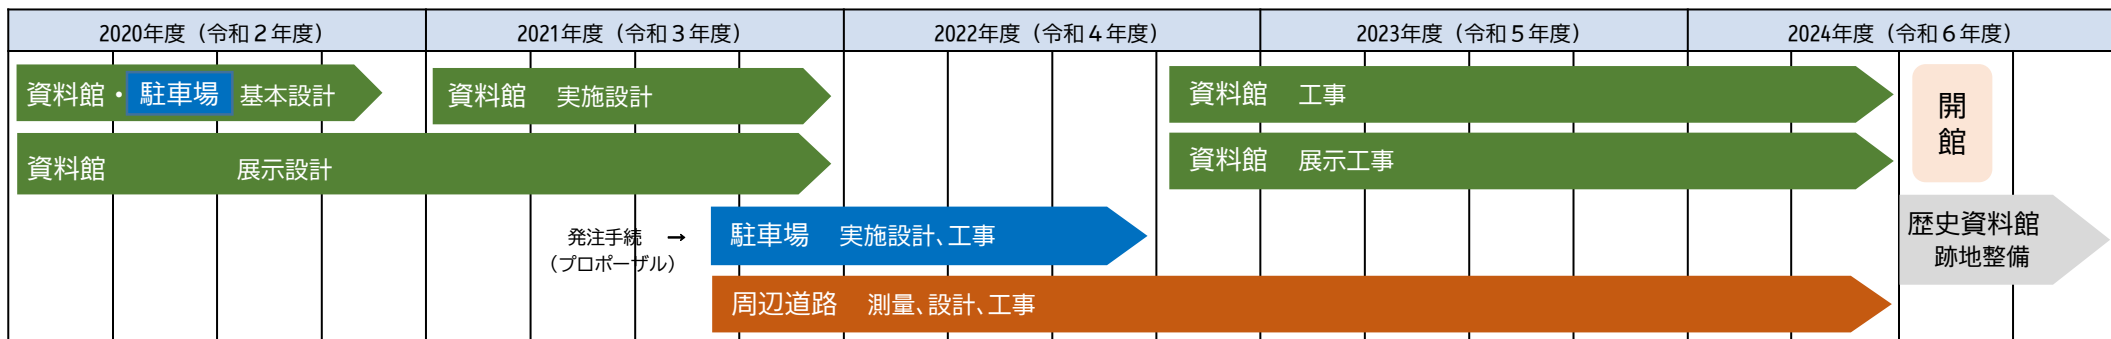 2020年度（令和２年度）
2021年度（令和３年度）
2022年度（令和４年度）
2023年度（令和５年度）
2024年度（令和６年度）
資料館・駐車場 基本設計
資料館 実施設計
資料館 工事
開館
資料館 展示設計
資料館 展示工事
発注手続 →
（プロポーザル）
駐車場 実施設計、工事
歴史資料館
跡地整備
周辺道路 測量、設計、工事